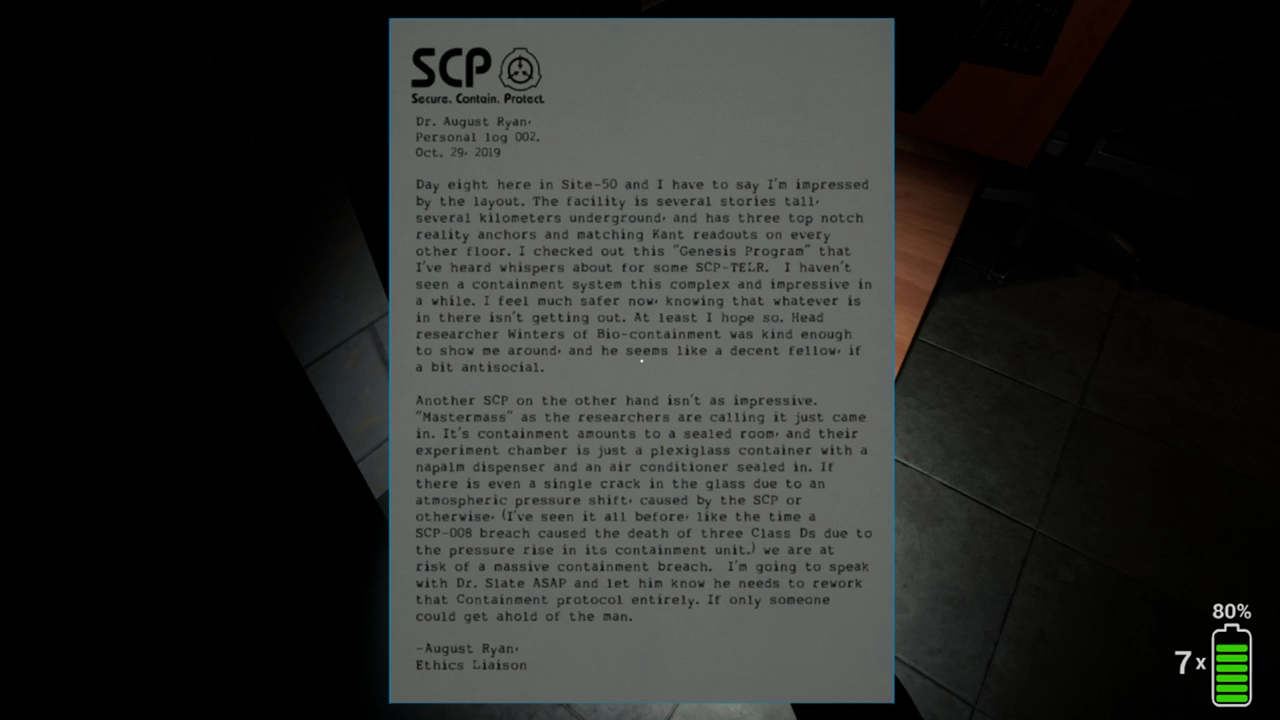 SCP
Secure. Contain. Protect.
Dr. August Ryan,
Personal log 002.
Oct. 29, 2019
Day eight here in Site-50 and I have to say I'm impressed
by the layout. The facility is several stories tall,
several kilometers underground, and has three top notch
reality anchors and matching Kant readouts on every
other floor. I checked out this "Genesis Program" that
I've heard whispers about for some SCP-TELR.  I haven't
seen a containment system this complex and impressive in
a while. I feel much safer now, knowing that whatever is
in there isn't getting out. At least I hope so. Head
researcher Winters of Bio-containment was kind enough
to show me around, and he seems like a decent fellow, if
a bit antisocial.
Another SCP on the other hand isn't as impressive.
"Mastermass" as the researchers are calling it just came
in. It's containment amounts to a sealed room, and their
experiment chamber is just a plexiglass container with a
napalm dispenser and an air conditioner sealed in. If
there is even a single crack in the glass due to an
atmospheric pressure shift, caused by the SCP or
otherwise, (I've seen it all before, like the time a
SCP-008 breach caused the death of three Class Ds due to
the pressure rise in its containment unit.) we are at
risk of a massive containment breach.  I'm going to speak
with Dr. Slate ASAP and let him know he needs to rework
that Containment protocol entirely. If only someone
could get ahold of the man.
-August Ryan,
Ethics Liaison
80%
7x